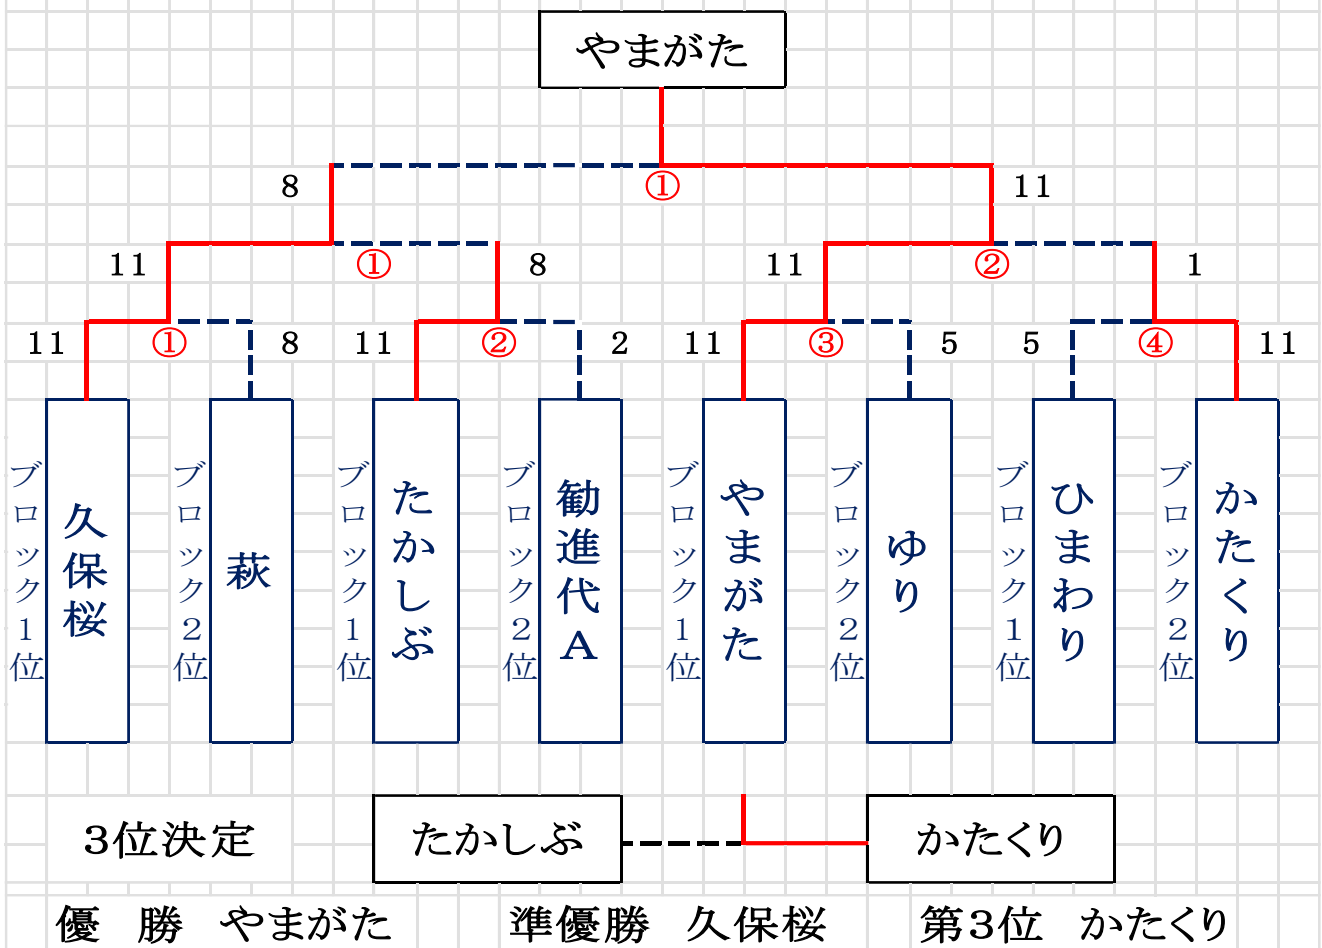 やまがた
8 ① 11
11 ① 8 11 ② 1
11 ① 8 11 ② 2 11 ③ 5 5 ④ 11
ブロック1位
久保桜
ブロック2位
萩
ブロック1位
たかしぶ
ブロック2位
勧進代A
ブロック1位
やまがた
ブロック2位
ゆり
ブロック1位
ひまわり
ブロック2位
かたくり
3位決定 たかしぶ かたくり
優 勝 やまがた 準優勝 久保桜 第3位 かたくり